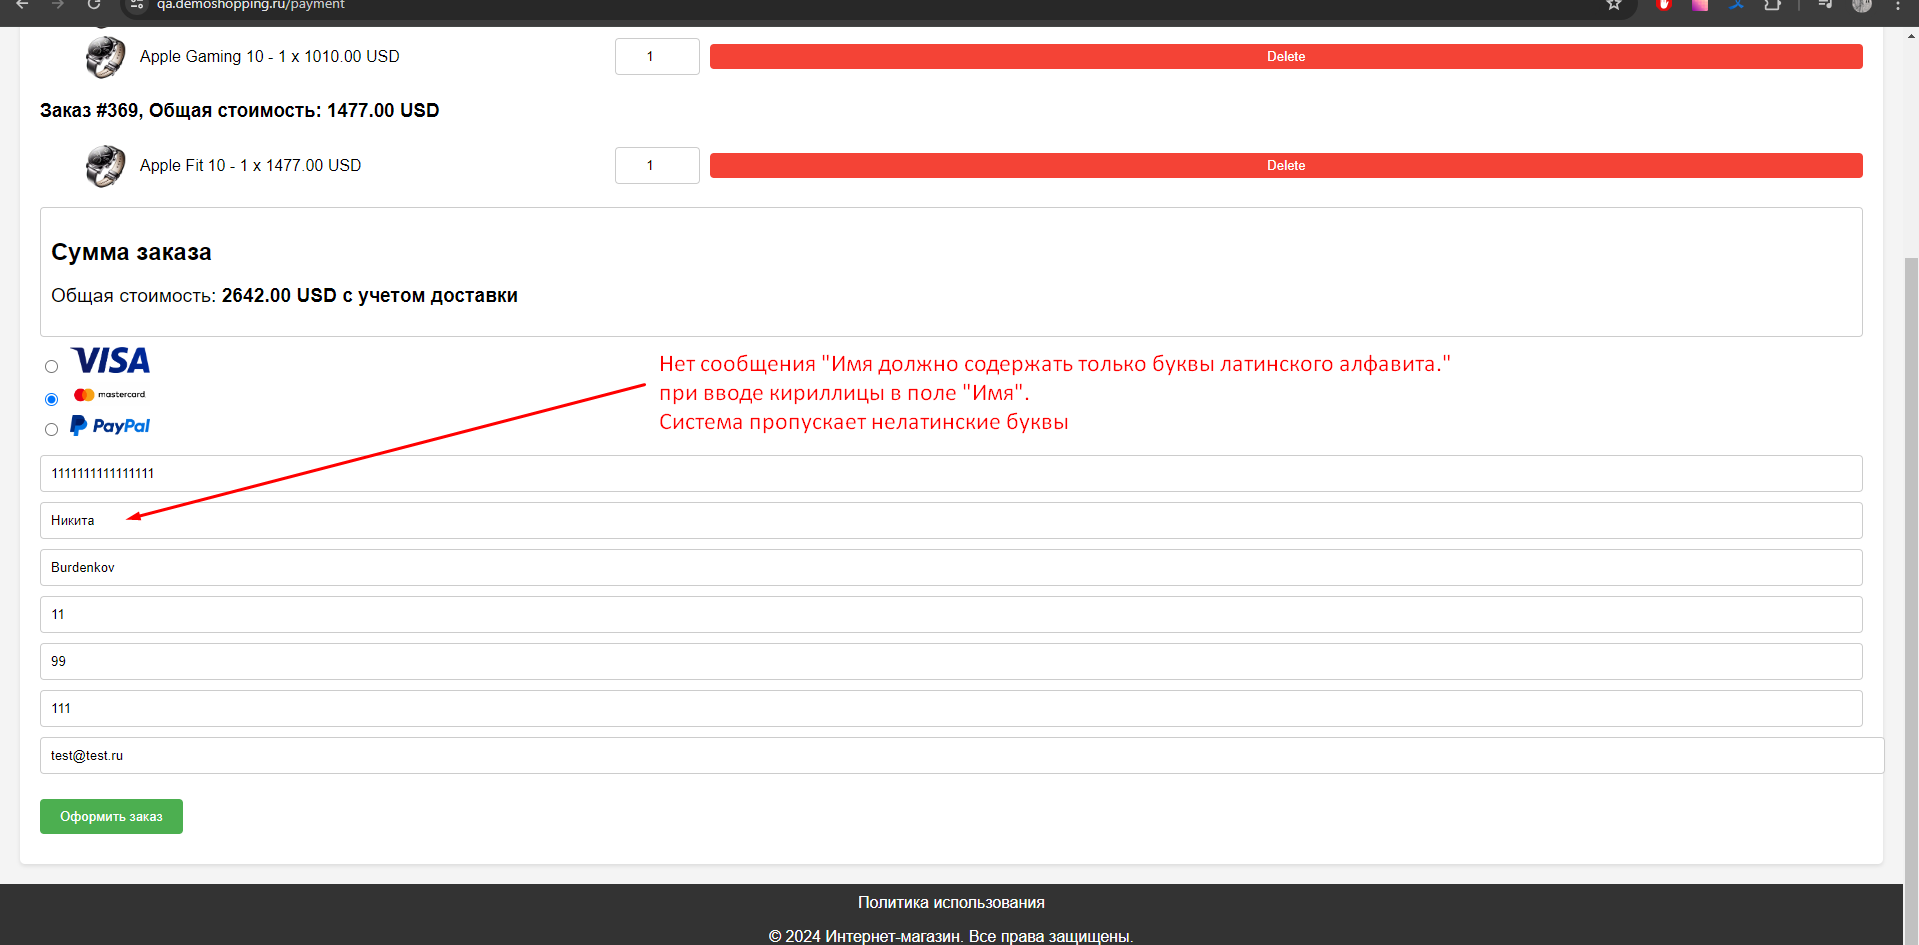 qa.demoshopping.ru/payment
Apple Gaming 10 - 1 x 1010.00 USD
1
Delete
Заказ #369, Общая стоимость: 1477.00 USD
Apple Fit 10 - 1 x 1477.00 USD
1
Delete
Сумма заказа
Общая стоимость: 2642.00 USD с учетом доставки
VISA
mastercard
PayPal
Нет сообщения "Имя должно содержать только буквы латинского алфавита."
при вводе кириллицы в поле "Имя".
Система пропускает нелатинские буквы
1111111111111111
Никита
Burdenkov
11
99
111
test@test.ru
Оформить заказ
Политика использования
© 2024 Интернет-магазин. Все права защищены.